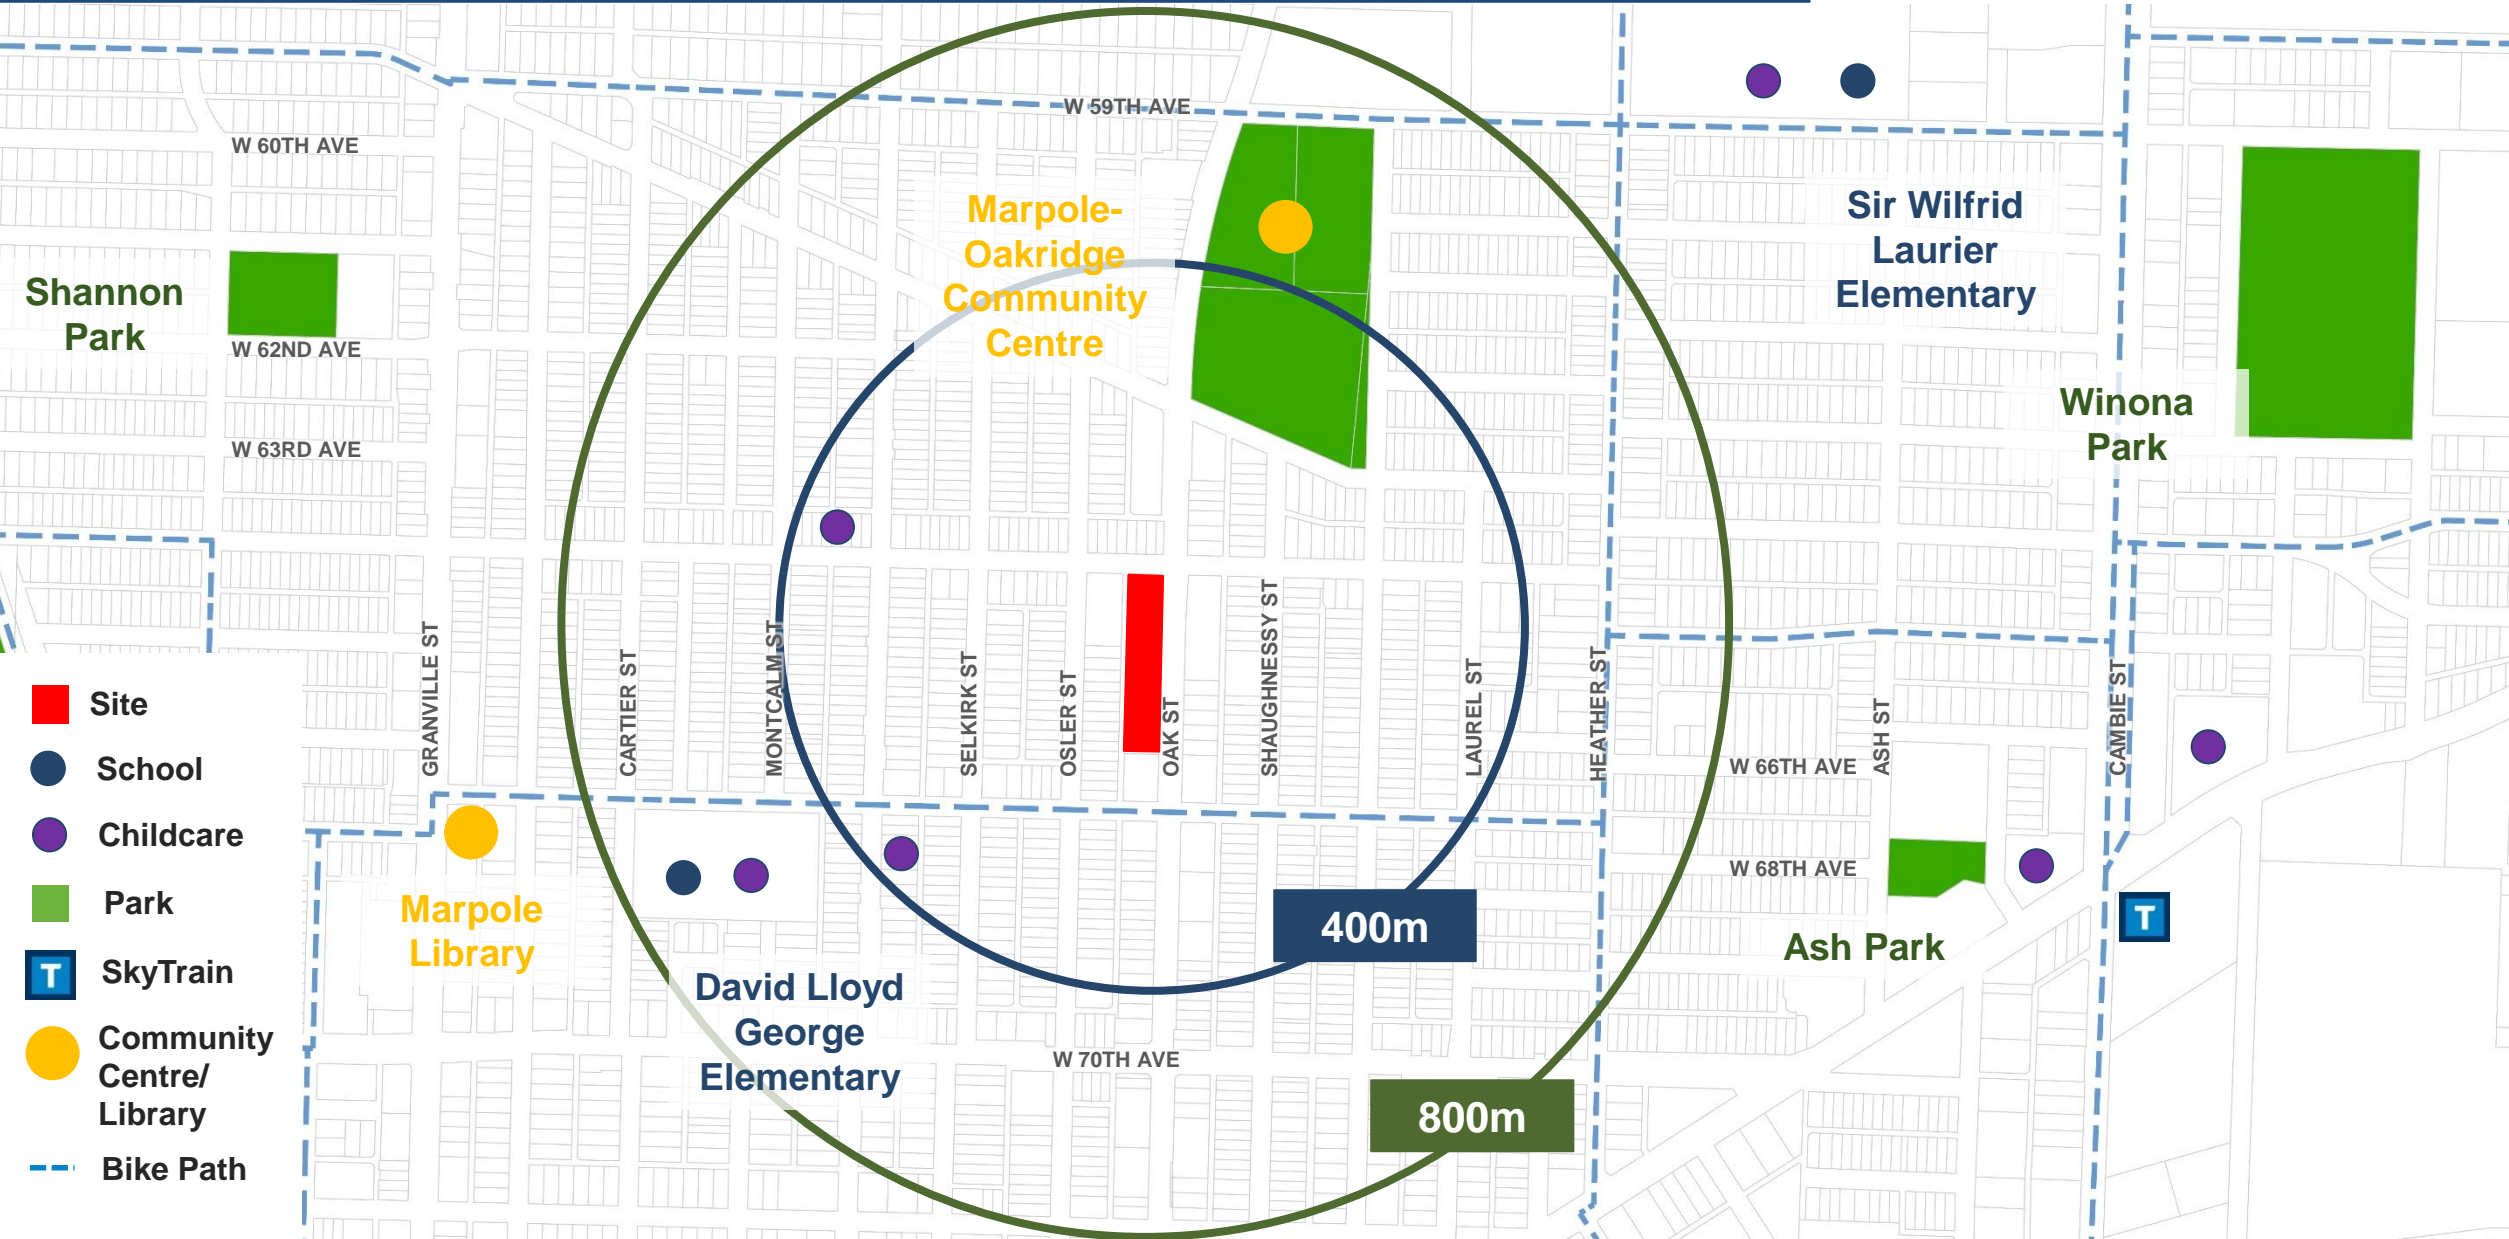 W 59TH AVE
W 60TH AVE
Marpole-
Oakridge
Community
Centre
Sir Wilfrid
Laurier
Elementary
Shannon
Park
W 62ND AVE
Winona
Park
W 63RD AVE
GRANVILLE ST
CARTIER ST
MONTCALM ST
SELKIRK ST
OSLER ST
OAK ST
SHAUGHNESSY ST
LAUREL ST
HEATHER ST
ASH ST
CAMBIE ST
W 66TH AVE
W 68TH AVE
Marpole
Library
400m
Ash Park
T
David Lloyd
George
Elementary
W 70TH AVE
800m
Site
School
Childcare
Park
T SkyTrain
Community
Centre/
Library
Bike Path